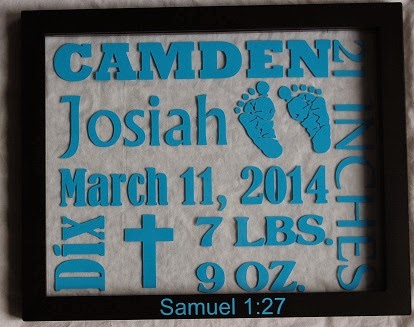 CAMDEN
Josiah
21 INCHES
March 11, 2014
Dix
7 LBS.
9 OZ.
Samuel 1:27